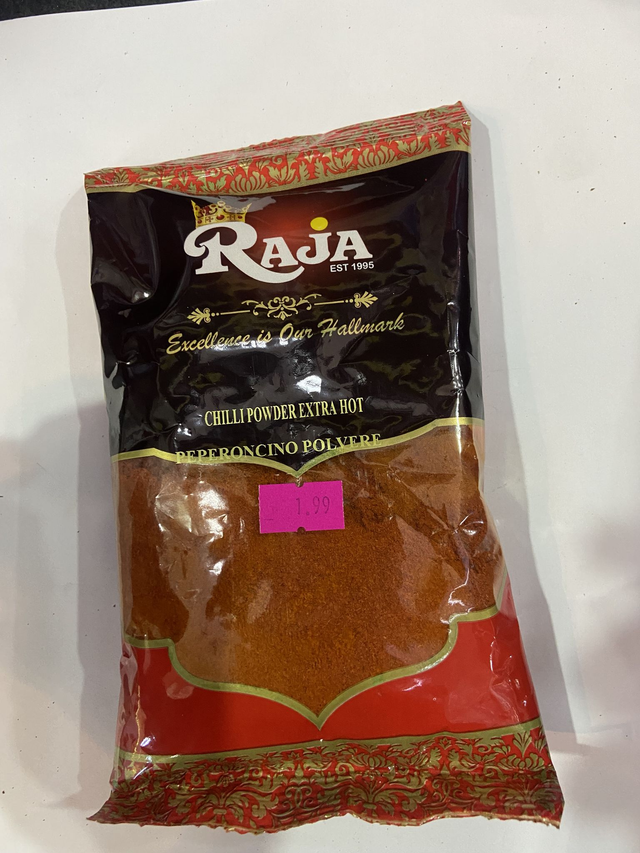 RAJA
EST 1995
Excellence is Our Hallmark
CHILLI POWDER EXTRA HOT
PEPERONCINO POLVERE
1.99